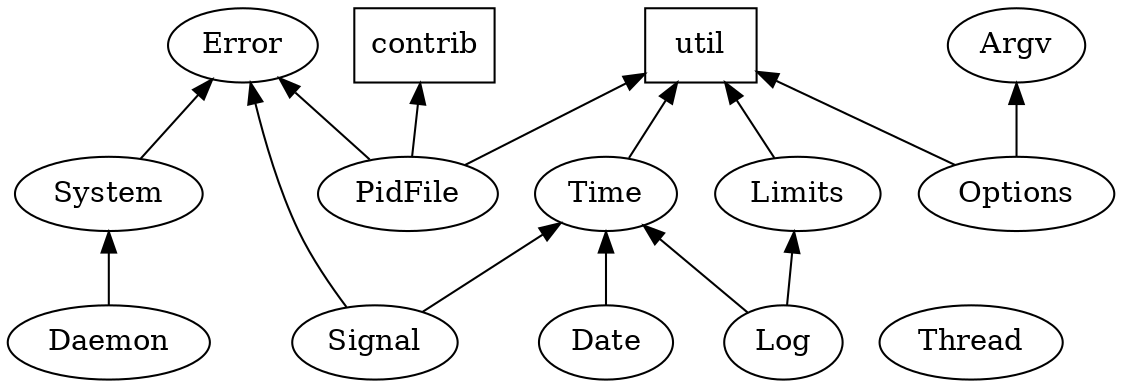 Error
contrib
util
Argv
System
PidFile
Time
Limits
Options
Daemon
Signal
Date
Log
Thread